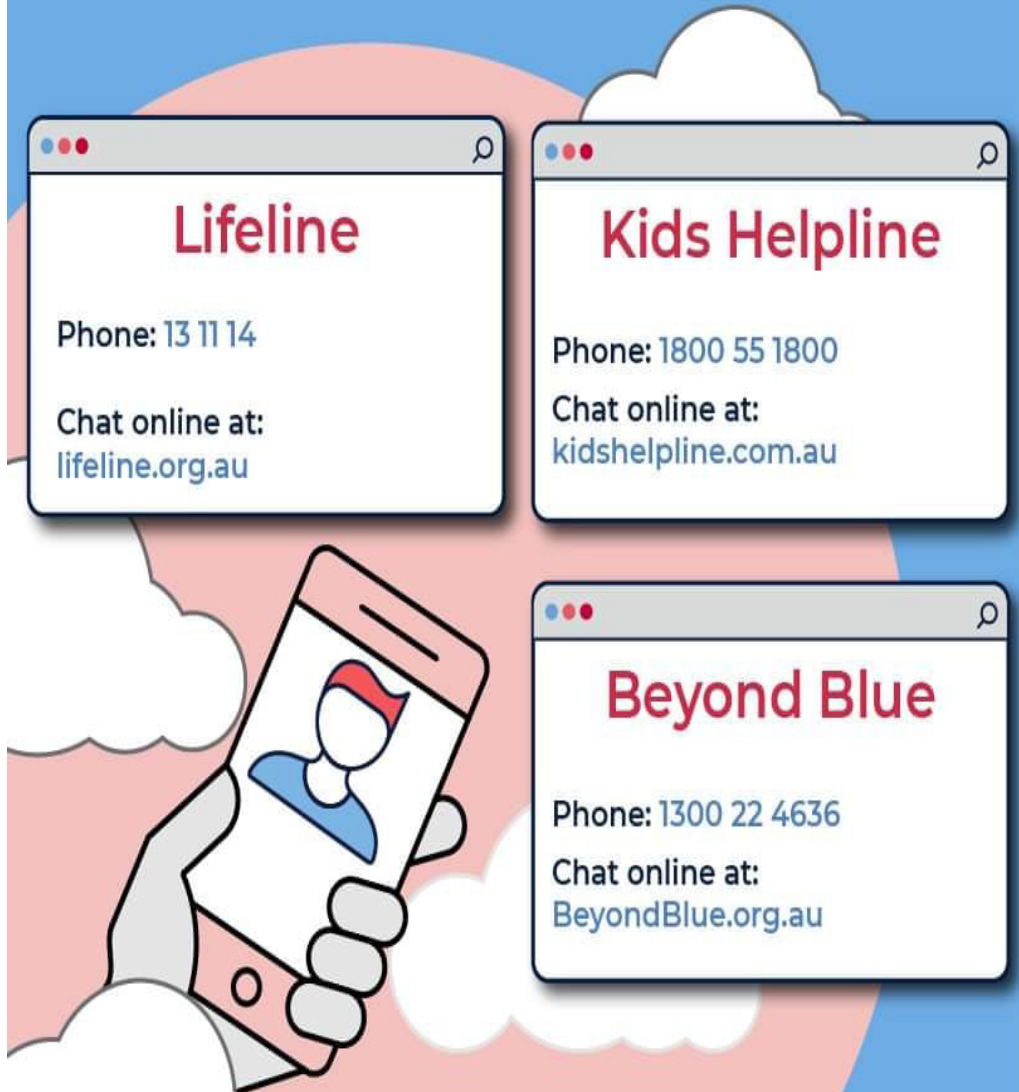 Lifeline
Phone: 13 11 14
Chat online at:
lifeline.org.au
Kids Helpline
Phone: 1800 55 1800
Chat online at:
kidshelpline.com.au
Beyond Blue
Phone: 1300 22 4636
Chat online at:
BeyondBlue.org.au